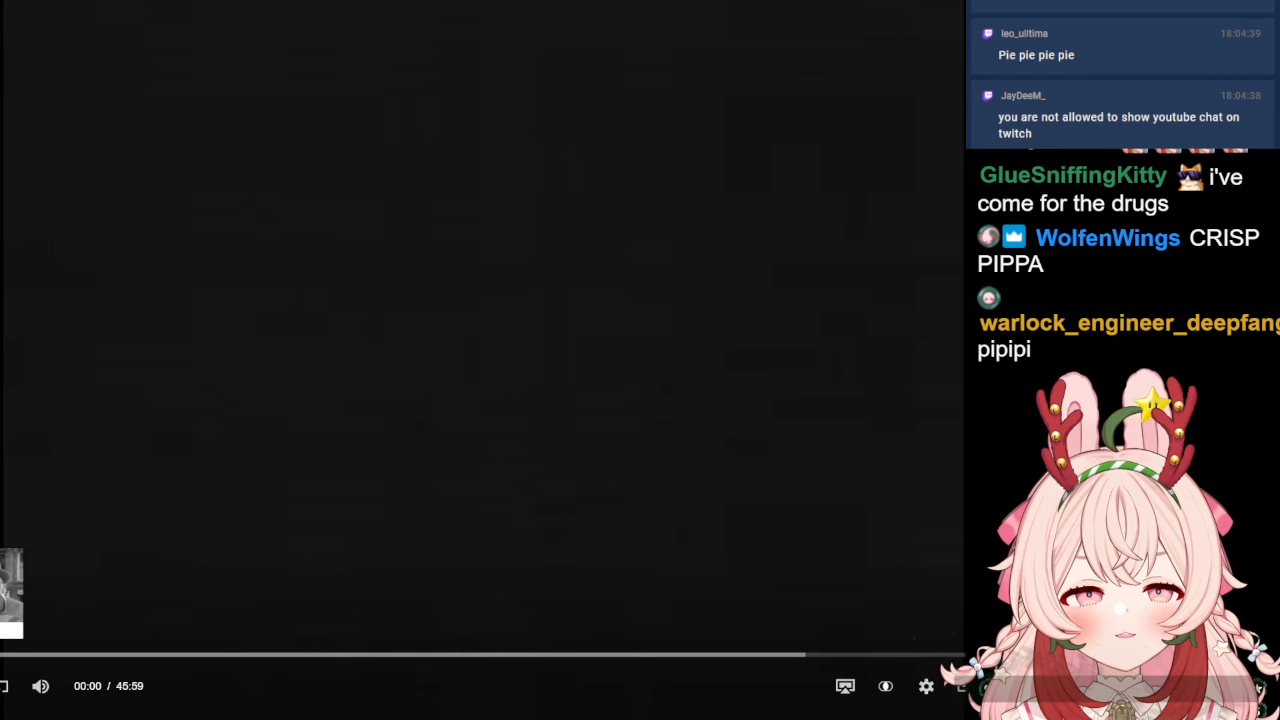 leo_ulltima 18:04:39
Pie pie pie pie
JayDeeM_ 18:04:38
you are not allowed to show youtube chat on
twitch
GlueSniffingKitty i've
come for the drugs
WolfenWings CRISP
PIPPA
warlock_engineer_deepfang
pipipi
00:00 / 45:59